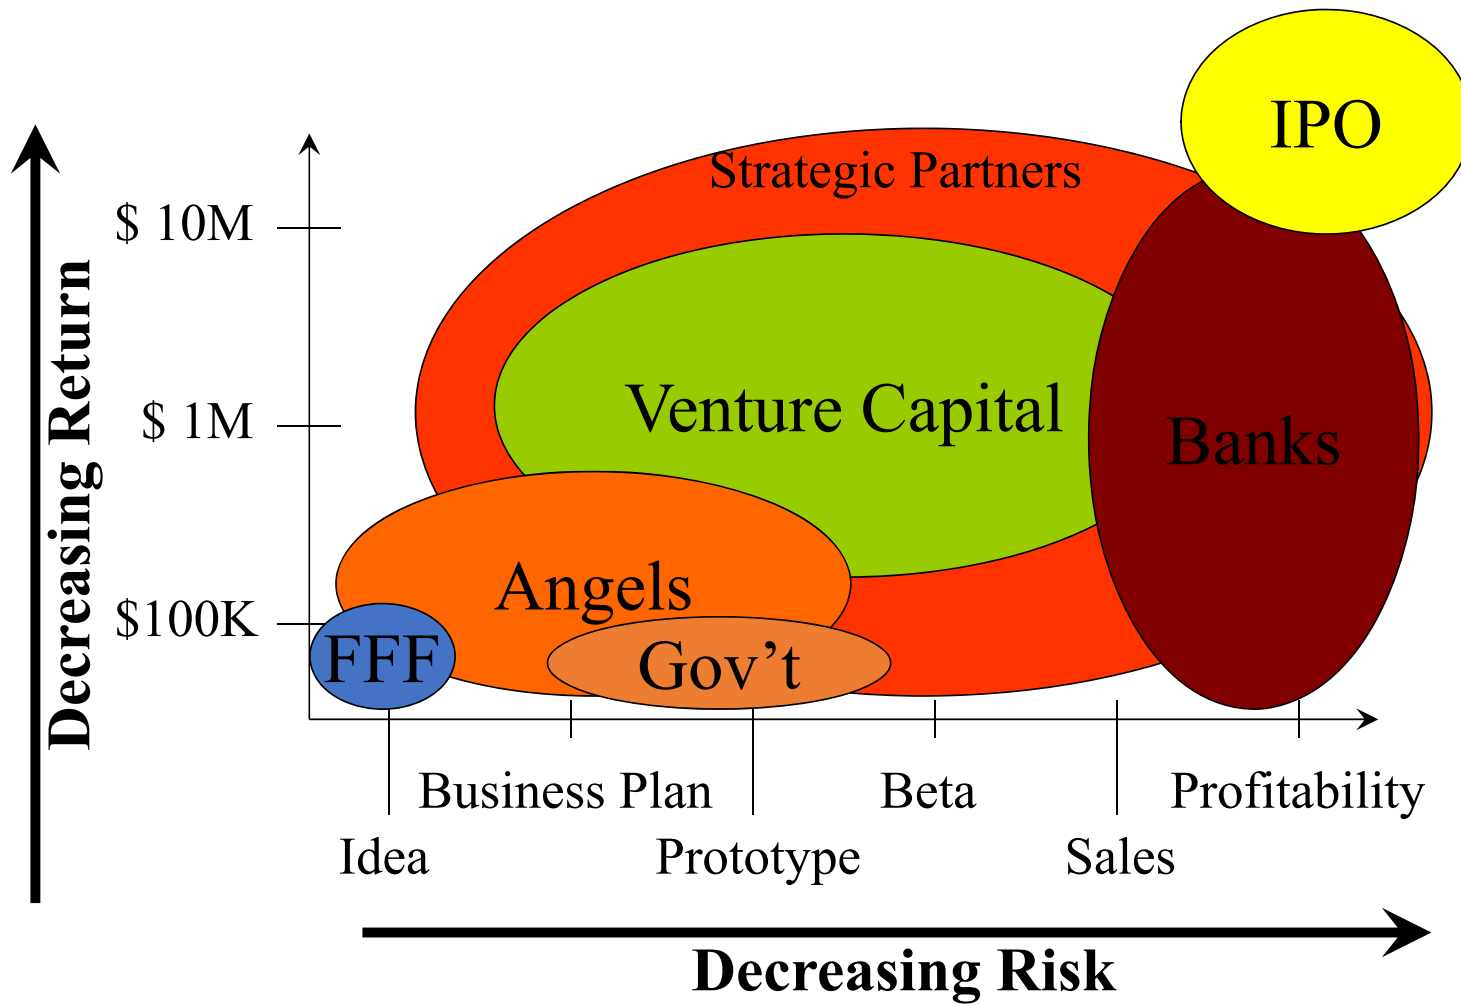 IPO
Strategic Partners
$ 10M
Decreasing Return
$ 1M
Venture Capital
Banks
Angels
$100K
FFF
Gov’t
Business Plan
Beta
Profitability
Idea
Prototype
Sales
Decreasing Risk